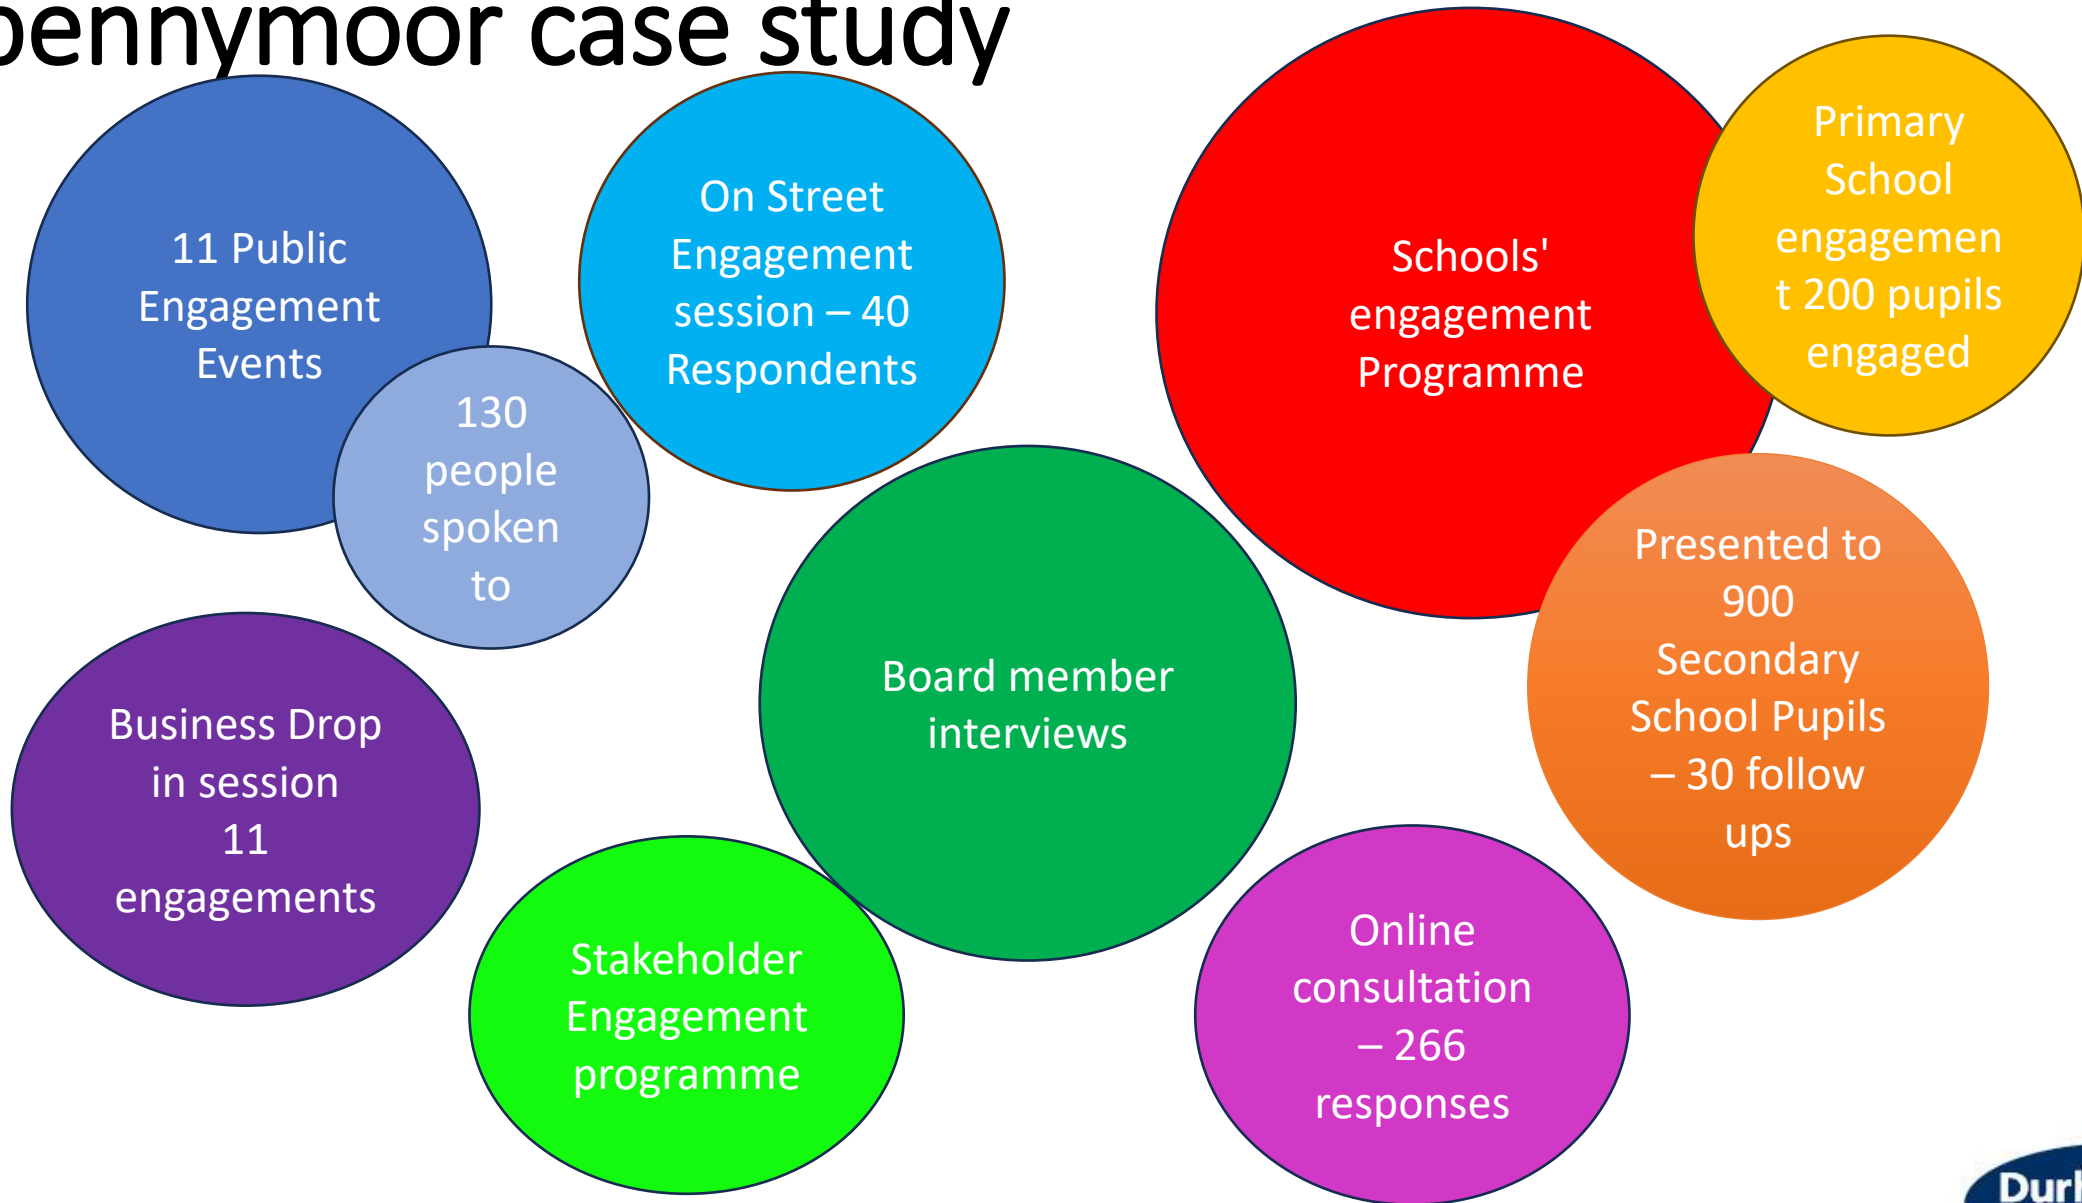 pennymoor case study
11 Public
Engagement
Events
130
people
spoken
to
On Street
Engagement
session – 40
Respondents
Schools'
engagement
Programme
Primary
School
engagemen
t 200 pupils
engaged
Presented to
900
Secondary
School Pupils
– 30 follow
ups
Board member
interviews
Business Drop
in session
11
engagements
Stakeholder
Engagement
programme
Online
consultation
– 266
responses